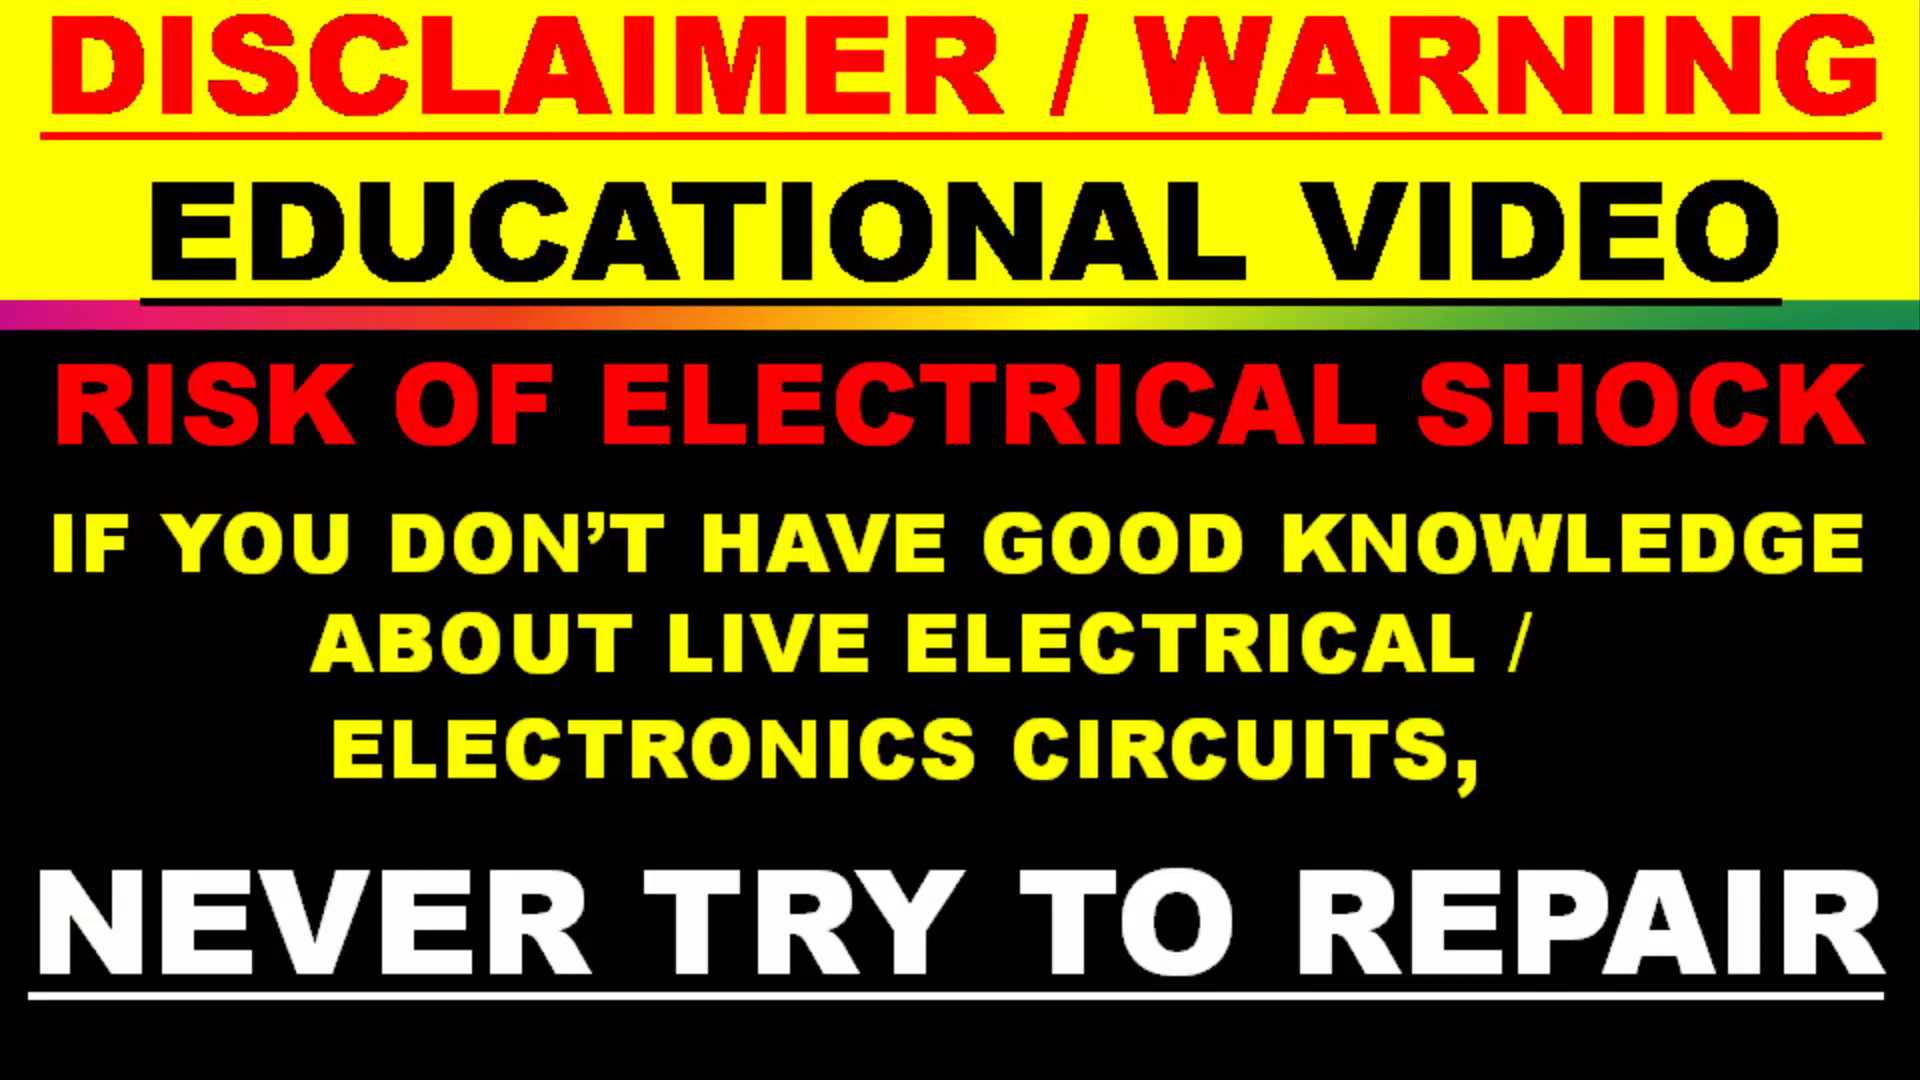 DISCLAIMER / WARNING
EDUCATIONAL VIDEO
RISK OF ELECTRICAL SHOCK
IF YOU DON’T HAVE GOOD KNOWLEDGE
ABOUT LIVE ELECTRICAL /
ELECTRONICS CIRCUITS,
NEVER TRY TO REPAIR